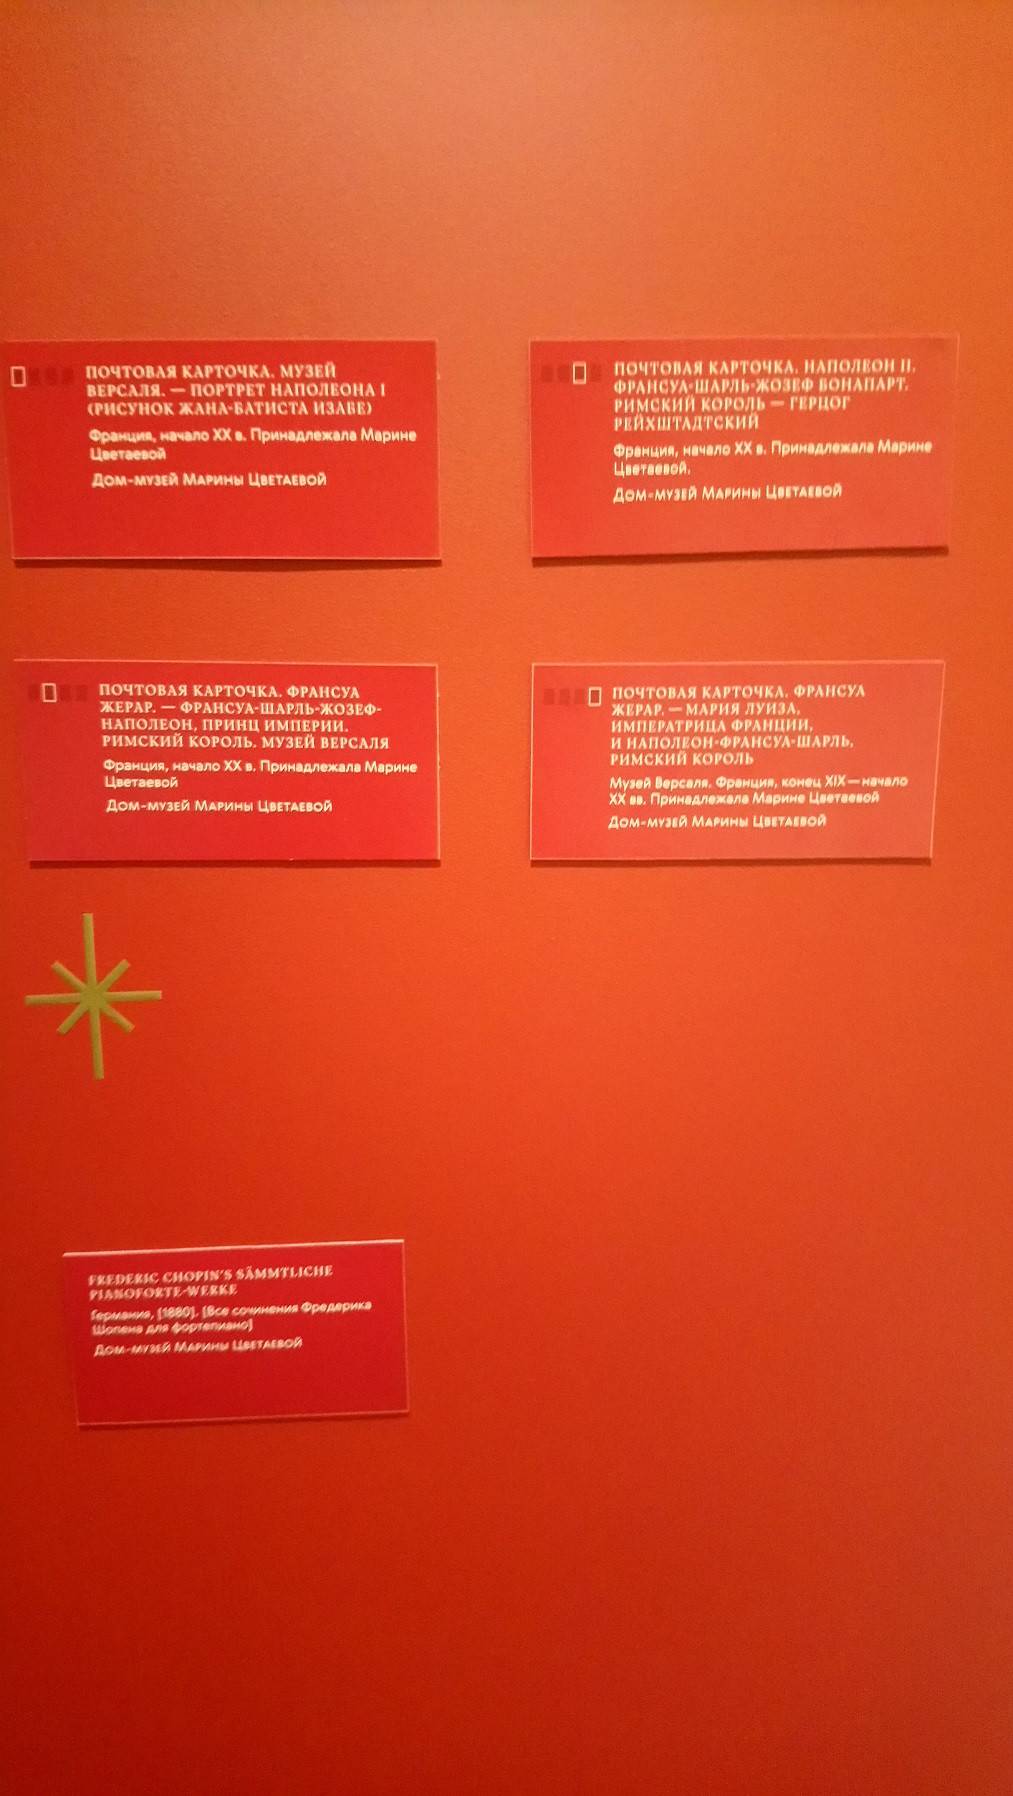 ПОЧТОВАЯ КАРТОЧКА. МУЗЕЙ
ВЕРСАЛЯ. — ПОРТРЕТ НАПОЛЕОНА I
(РИСУНОК ЖАНА-БАТИСТА ИЗАБЕ)
Франция, начало XX в. Принадлежала Марине
Цветаевой
Дом-музей Марины Цветаевой
ПОЧТОВАЯ КАРТОЧКА. НАПОЛЕОН II.
ФРАНСУА-ШАРЛЬ-ЖОЗЕФ БОНАПАРТ.
РИМСКИЙ КОРОЛЬ — ГЕРЦОГ
РЕЙХШТАДТСКИЙ
Франция, начало XX в. Принадлежала Марине
Цветаевой.
Дом-музей Марины Цветаевой
ПОЧТОВАЯ КАРТОЧКА. ФРАНСУА
ЖЕРАР. — ФРАНСУА-ШАРЛЬ-ЖОЗЕФ-
НАПОЛЕОН, ПРИНЦ ИМПЕРИИ.
РИМСКИЙ КОРОЛЬ. МУЗЕЙ ВЕРСАЛЯ
Франция, начало XX в. Принадлежала Марине
Цветаевой
Дом-музей Марины Цветаевой
ПОЧТОВАЯ КАРТОЧКА. ФРАНСУА
ЖЕРАР. — МАРИЯ ЛУИЗА,
ИМПЕРАТРИЦА ФРАНЦИИ,
И НАПОЛЕОН-ФРАНСУА-ШАРЛЬ,
РИМСКИЙ КОРОЛЬ
Музей Версаля. Франция, конец XIX — начало
XX вв. Принадлежала Марине Цветаевой
Дом-музей Марины Цветаевой
FREDERIC CHOPIN'S SÄMMTLICHE
PIANOFORTE-WERKE
Германия, [1880]. [Все сочинения Фредерика
Шопена для фортепиано]
Дом-музей Марины Цветаевой